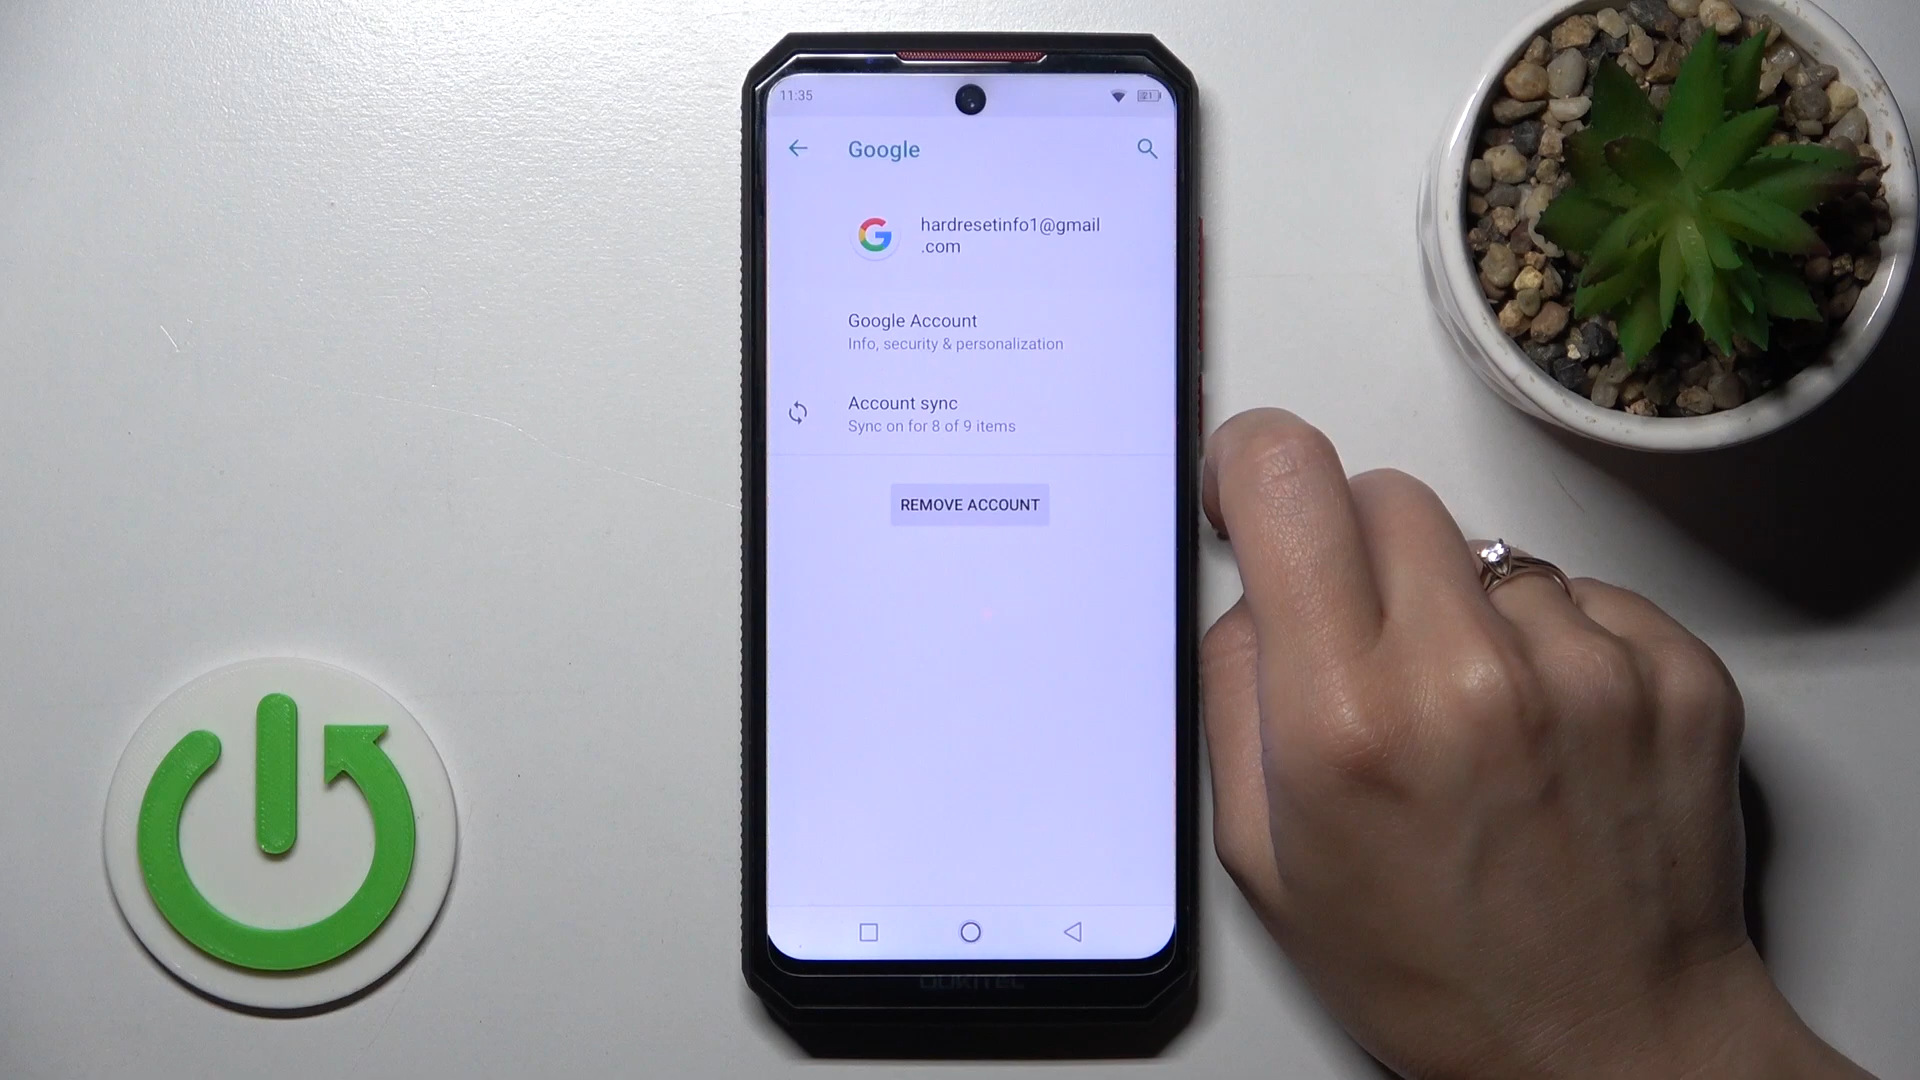 11:35
Google
hardresetinfo1@gmail
.com
Google Account
Info, security & personalization
Account sync
Sync on for 8 of 9 items
REMOVE ACCOUNT
OUKITEL